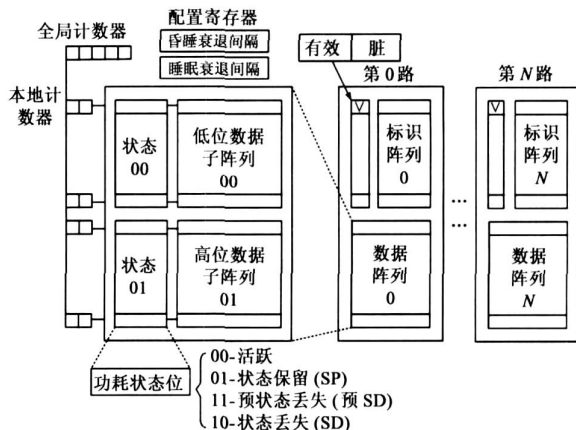 配置寄存器
全局计数器
昏睡衰退间隔
睡眠衰退间隔
有效 脏
本地计
数器
第0路
第N路
状态
00
低位数据
子阵列
00
V
标识
阵列
0
V
标识
阵列
N
...
...
状态
01
高位数据
子阵列
01
数据
阵列
0
数据
阵列
N
功耗状态位
00-活跃
01-状态保留(SP)
11-预状态丢失(预SD)
10-状态丢失(SD)